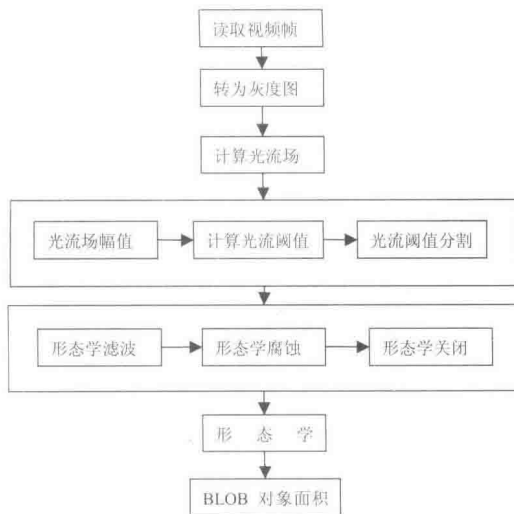 读取视频帧
转为灰度图
计算光流场
光流场幅值
计算光流阈值
光流阈值分割
形态学滤波
形态学腐蚀
形态学关闭
形 态 学
BLOB 对象面积